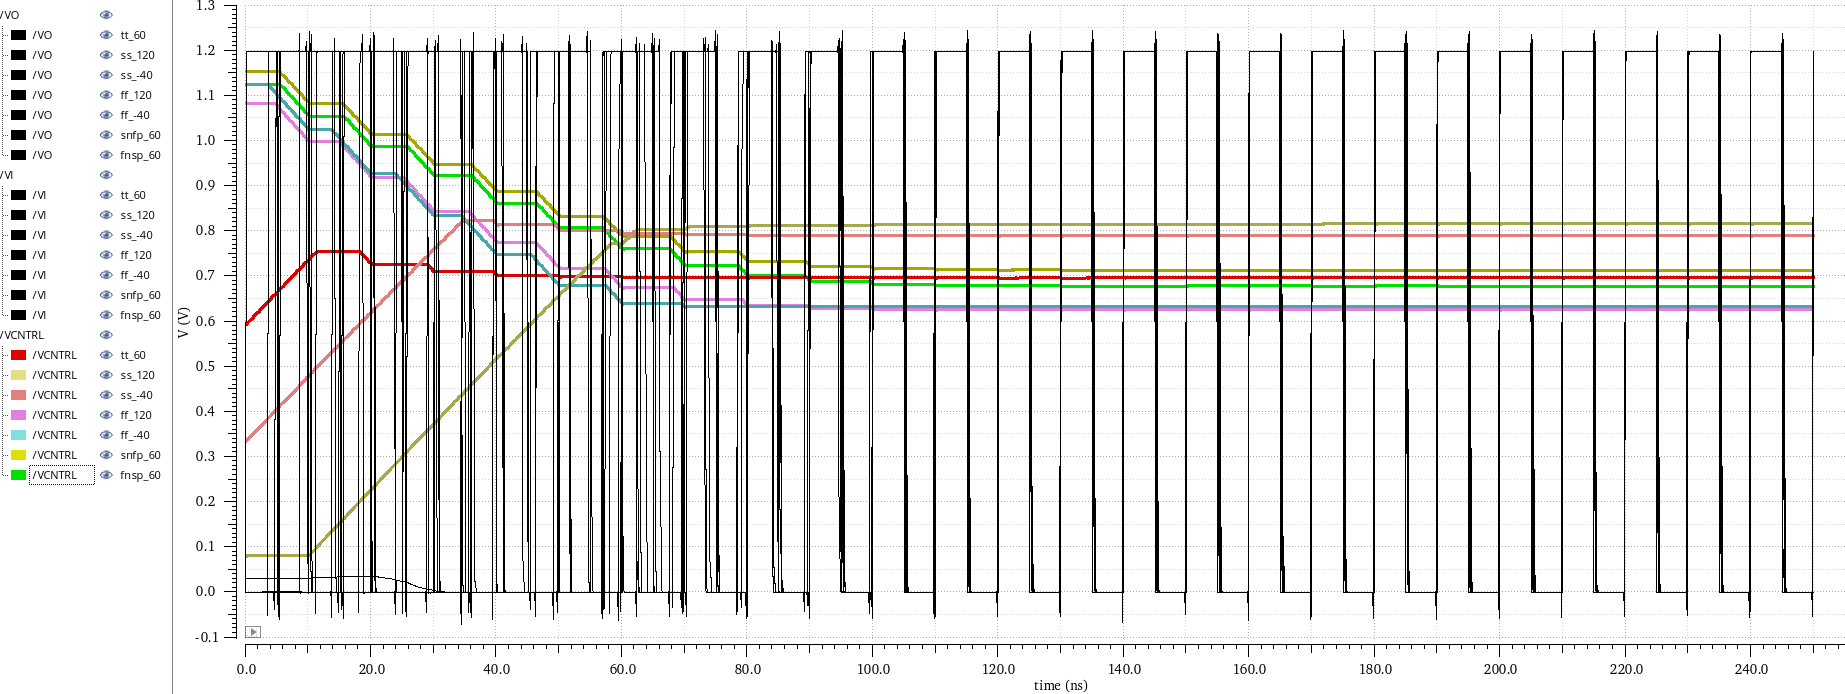 /VO
/VO tt_60
/VO ss_120
/VO ss_-40
/VO ff_120
/VO ff_-40
/VO snfp_60
/VO fnsp_60
/VI
/VI tt_60
/VI ss_120
/VI ss_-40
/VI ff_120
/VI ff_-40
/VI snfp_60
/VI fnsp_60
/VCNTRL
/VCNTRL tt_60
/VCNTRL ss_120
/VCNTRL ss_-40
/VCNTRL ff_120
/VCNTRL ff_-40
/VCNTRL snfp_60
/VCNTRL fnsp_60
V (V)
1.3
1.2
1.1
1.0
0.9
0.8
0.7
0.6
0.5
0.4
0.3
0.2
0.1
0.0
-0.1
0.0 20.0 40.0 60.0 80.0 100.0 120.0 140.0 160.0 180.0 200.0 220.0 240.0
time (ns)